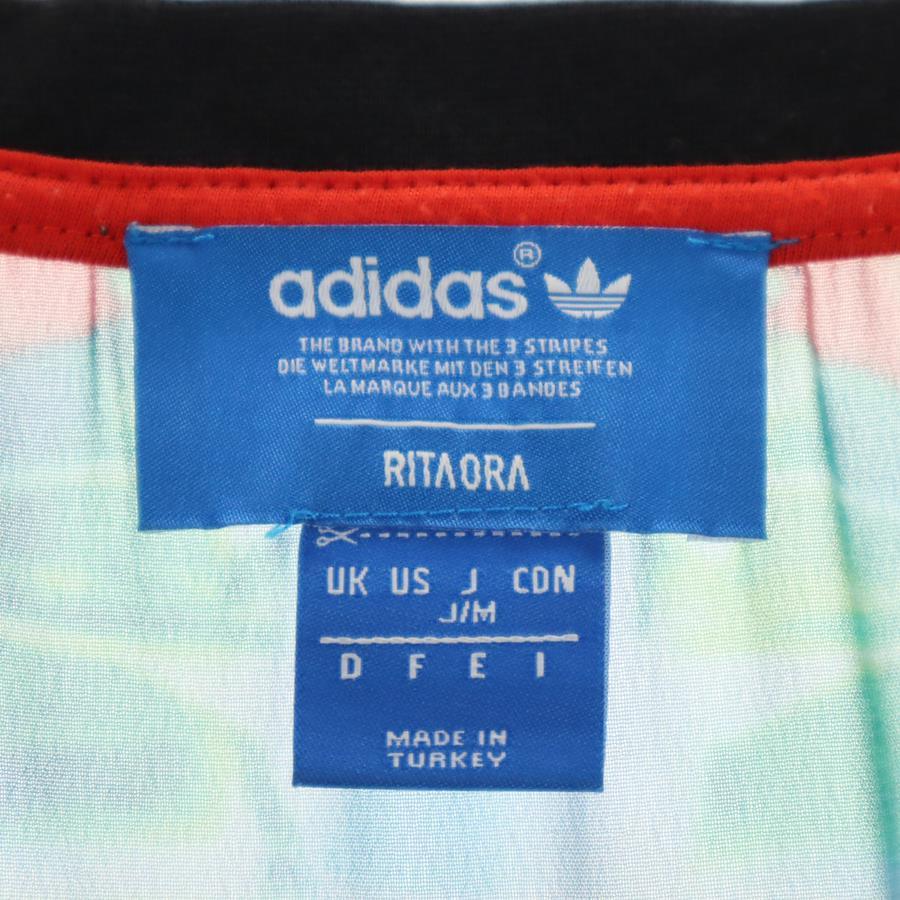 adidas®
THE BRAND WITH THE 3 STRIPES
DIE WELTMARKE MIT DEN 3 STREIFEN
LA MARQUE AUX 3 BANDES
RITA ORA
UK US J CDN
J/M
D F E I
MADE IN
TURKEY